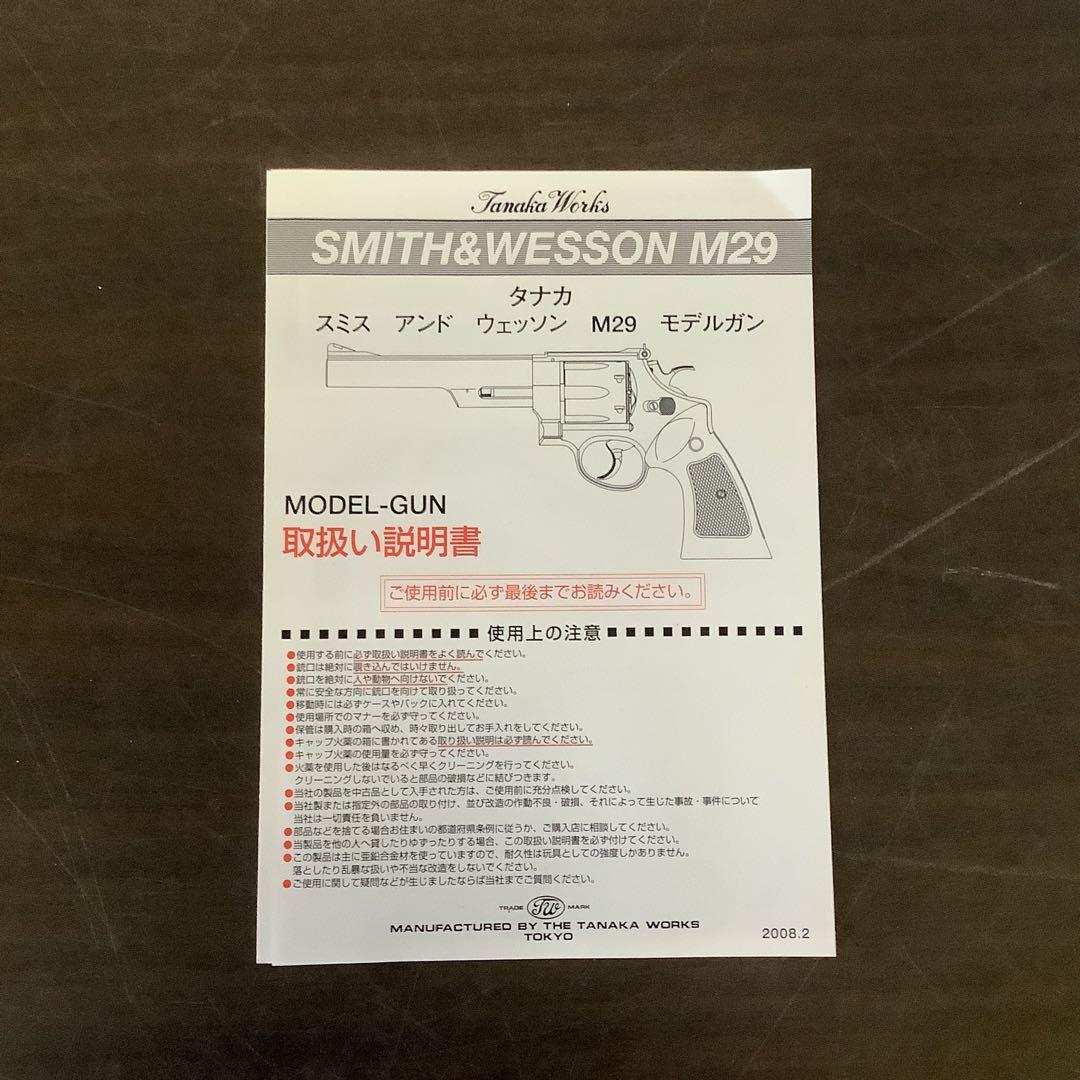 Tanaka Works
SMITH&WESSON M29
タナカ
スミス アンド ウェッソン M29 モデルガン
MODEL-GUN
取扱い説明書
ご使用前に必ず最後までお読みください。
使用上の注意
●使用する前に必ず取扱い説明書をよく読んでください。
●銃口は絶対に覗き込んではいけません。
●銃口を絶対に人や動物へ向けないでください。
●常に安全な方向に銃口を向けて取り扱ってください。
●移動時には必ずケースやバックに入れてください。
●使用場所でのマナーを必ず守ってください。
●保管は購入時の箱へ収め、時々取り出してお手入れをしてください。
●キャップ火薬の箱に書かれてある取り扱い説明は必ず読んでください。
●キャップ火薬の使用量を必ず守ってください。
●火薬を使用した後はなるべく早くクリーニングを行ってください。
クリーニングしないでいると部品の破損などに結びつきます。
●当社の製品を中古品として入手された方は、ご使用前に充分点検してください。
●当社製または指定外の部品の取り付け、並び改造の作動不良・破損、それによって生じた事故・事件について
当社は一切責任を負いません。
●部品などを捨てる場合お住まいの都道府県条例に従うか、ご購入店に相談してください。
●当製品を他の人へ貸したりゆずったりする場合、この取扱い説明書を必ず付けてください。
●この製品は主に亜鉛合金材を使っていますので、耐久性は玩具としての強度しかありません。
落としたり乱暴な扱いや不当な改造をしないでください。
●ご使用に関して疑問などが生じましたならば当社までご質問ください。
TRADE TW MARK
MANUFACTURED BY THE TANAKA WORKS
TOKYO
2008.2